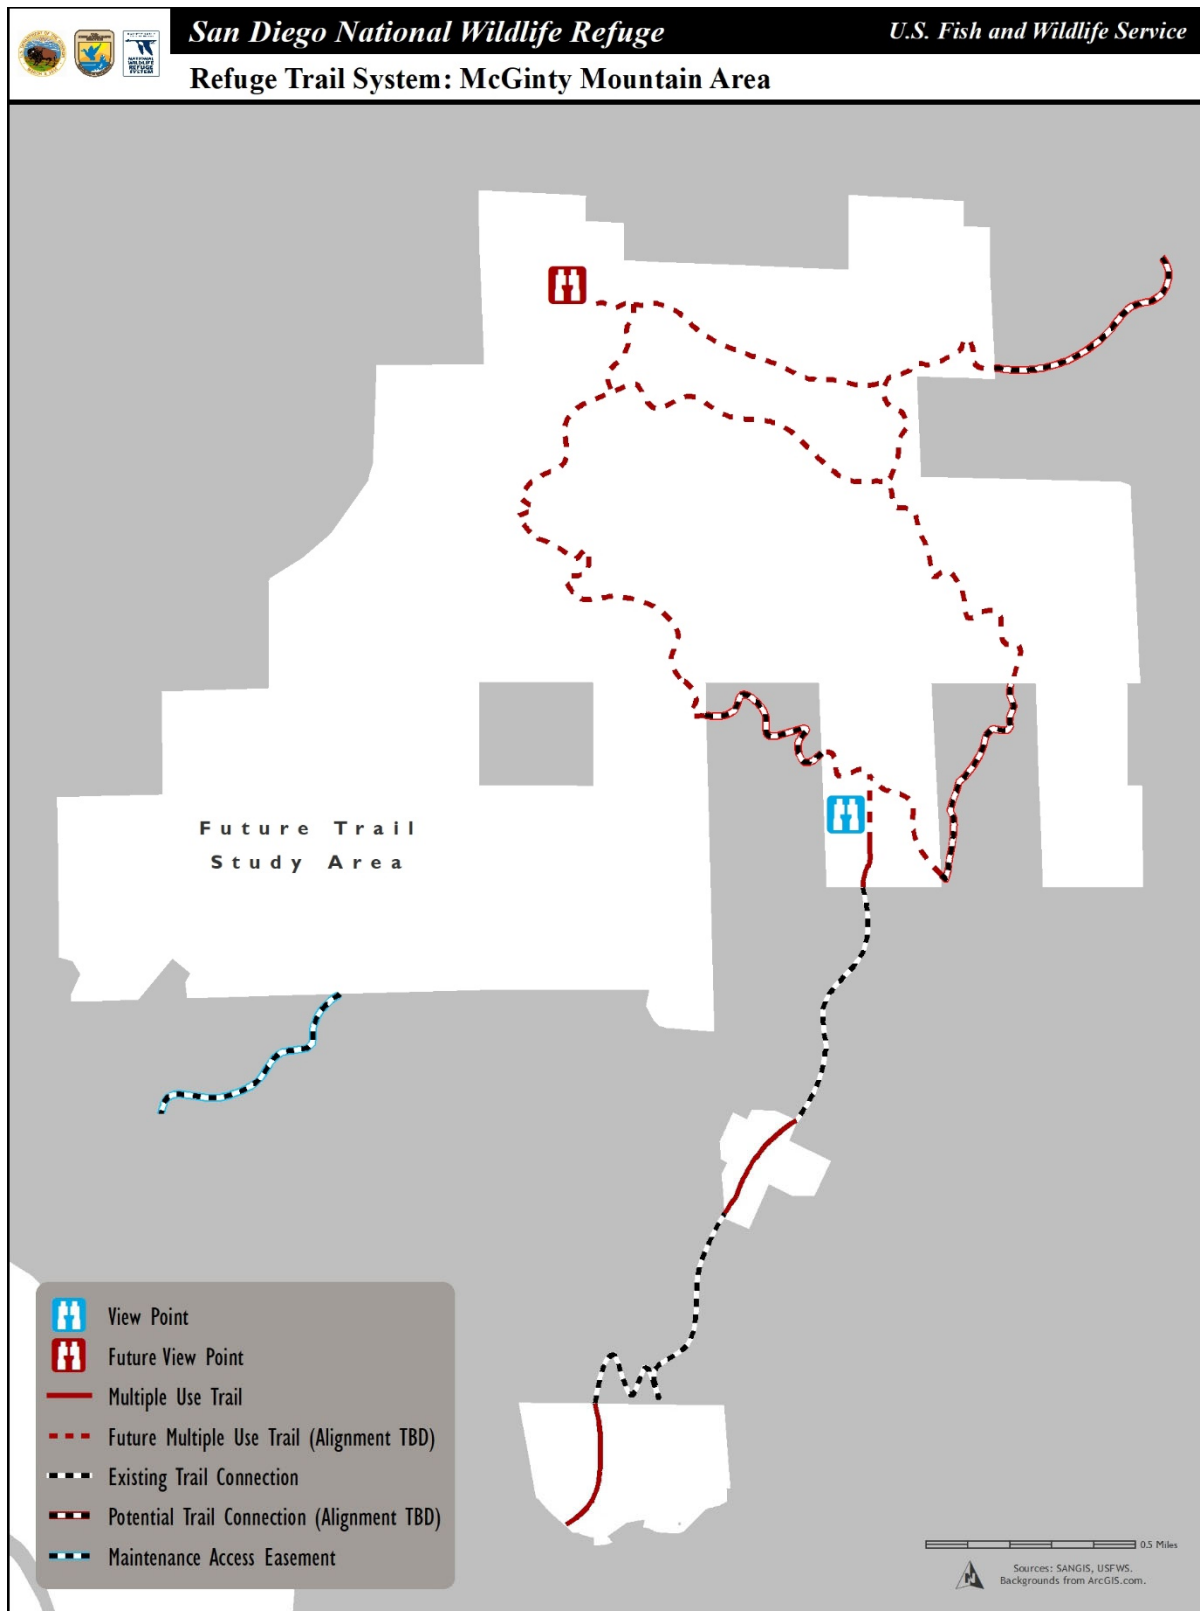 San Diego National Wildlife Refuge
U.S. Fish and Wildlife Service
Refuge Trail System: McGinty Mountain Area
Future Trail
Study Area
View Point
Future View Point
Multiple Use Trail
Future Multiple Use Trail (Alignment TBD)
Existing Trail Connection
Potential Trail Connection (Alignment TBD)
Maintenance Access Easement
0.5 Miles
Sources: SANGIS, USFWS.
Backgrounds from ArcGIS.com.